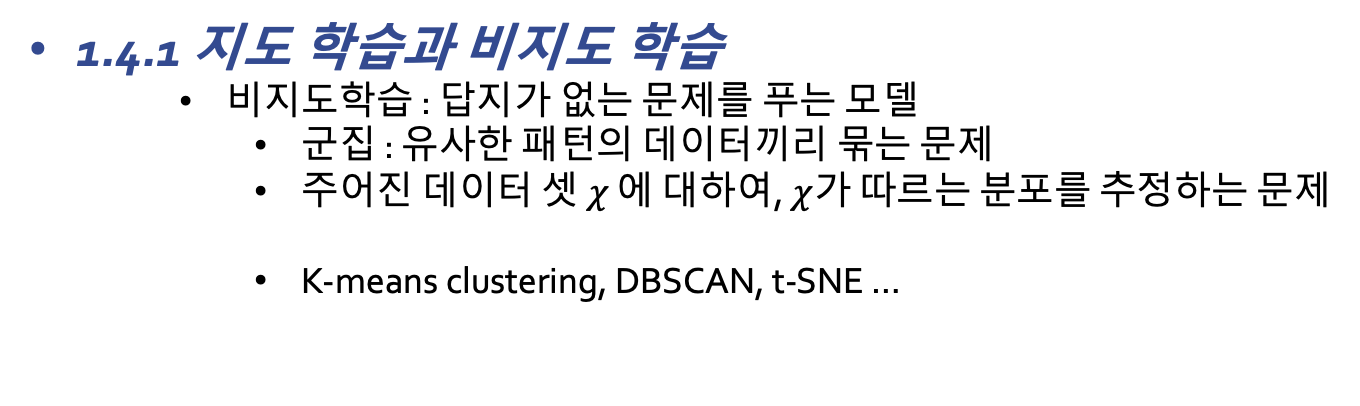 • 1.4.1 지도 학습과 비지도 학습
• 비지도학습 : 답지가 없는 문제를 푸는 모델
• 군집 : 유사한 패턴의 데이터끼리 묶는 문제
• 주어진 데이터 셋 𝜒 에 대하여, 𝜒가 따르는 분포를 추정하는 문제
• K-means clustering, DBSCAN, t-SNE …